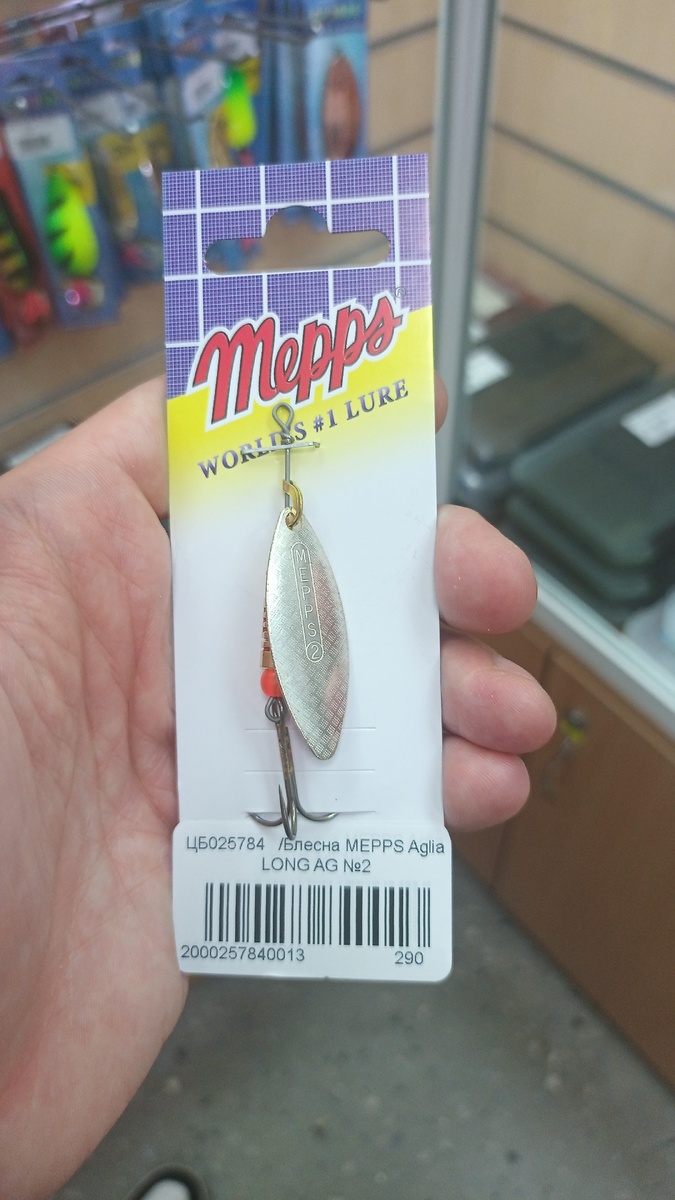 Mepps®
WORLD'S #1 LURE
MEPPS 2
ЦБ025784 /Блесна MEPPS Aglia
LONG AG №2
2000257840013 290